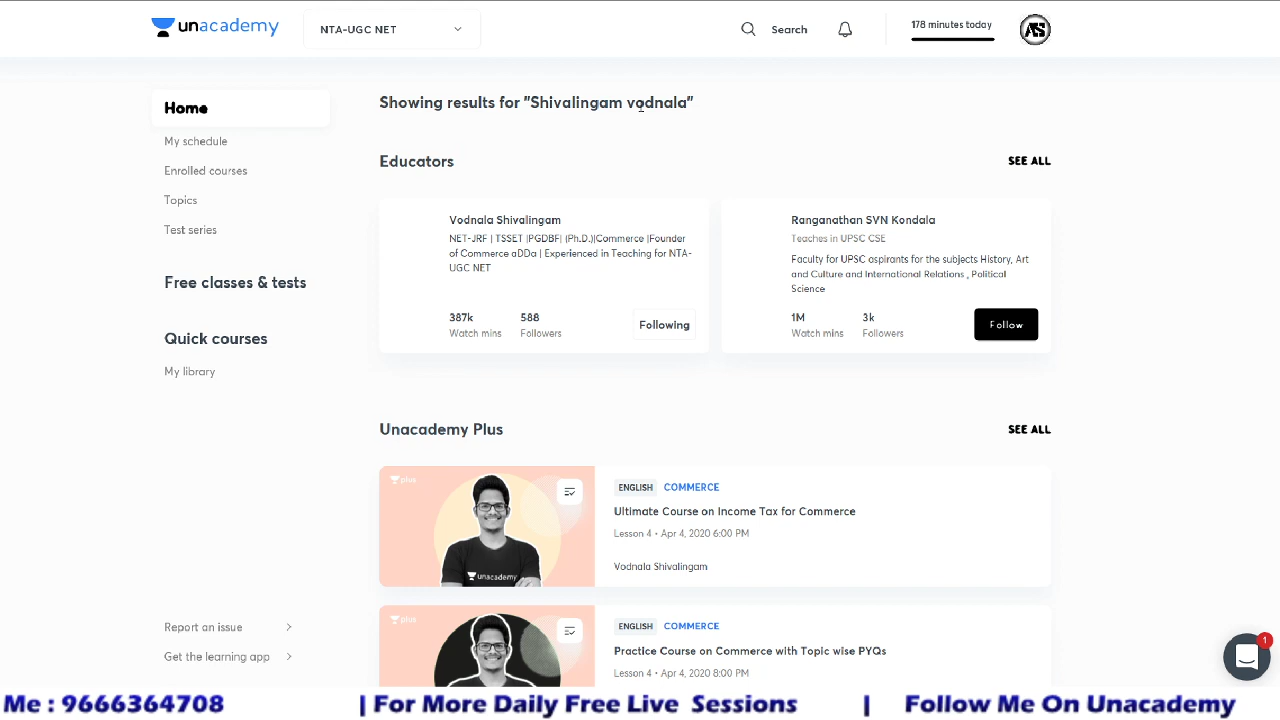 unacademy
NTA-UGC NET
Search
178 minutes today
Home
My schedule
Enrolled courses
Topics
Test series
Free classes & tests
Quick courses
My library
Report an issue
Get the learning app
Showing results for "Shivalingam vodnala"
Educators
SEE ALL
Vodnala Shivalingam
NET-JRF | TSSET |PGDBF| (Ph.D.)|Commerce |Founder
of Commerce aDDa | Experienced in Teaching for NTA-
UGC NET
387k
588
Watch mins
Followers
Following
Ranganathan SVN Kondala
Teaches in UPSC CSE
Faculty for UPSC aspirants for the subjects History, Art
and Culture and International Relations , Political
Science
1M
3k
Watch mins
Followers
Follow
Unacademy Plus
SEE ALL
plus
unacademy
ENGLISH COMMERCE
Ultimate Course on Income Tax for Commerce
Lesson 4 • Apr 4, 2020 6:00 PM
Vodnala Shivalingam
plus
ENGLISH COMMERCE
Practice Course on Commerce with Topic wise PYQs
Lesson 4 • Apr 4, 2020 8:00 PM
1
Me : 9666364708 | For More Daily Free Live Sessions | Follow Me On Unacademy